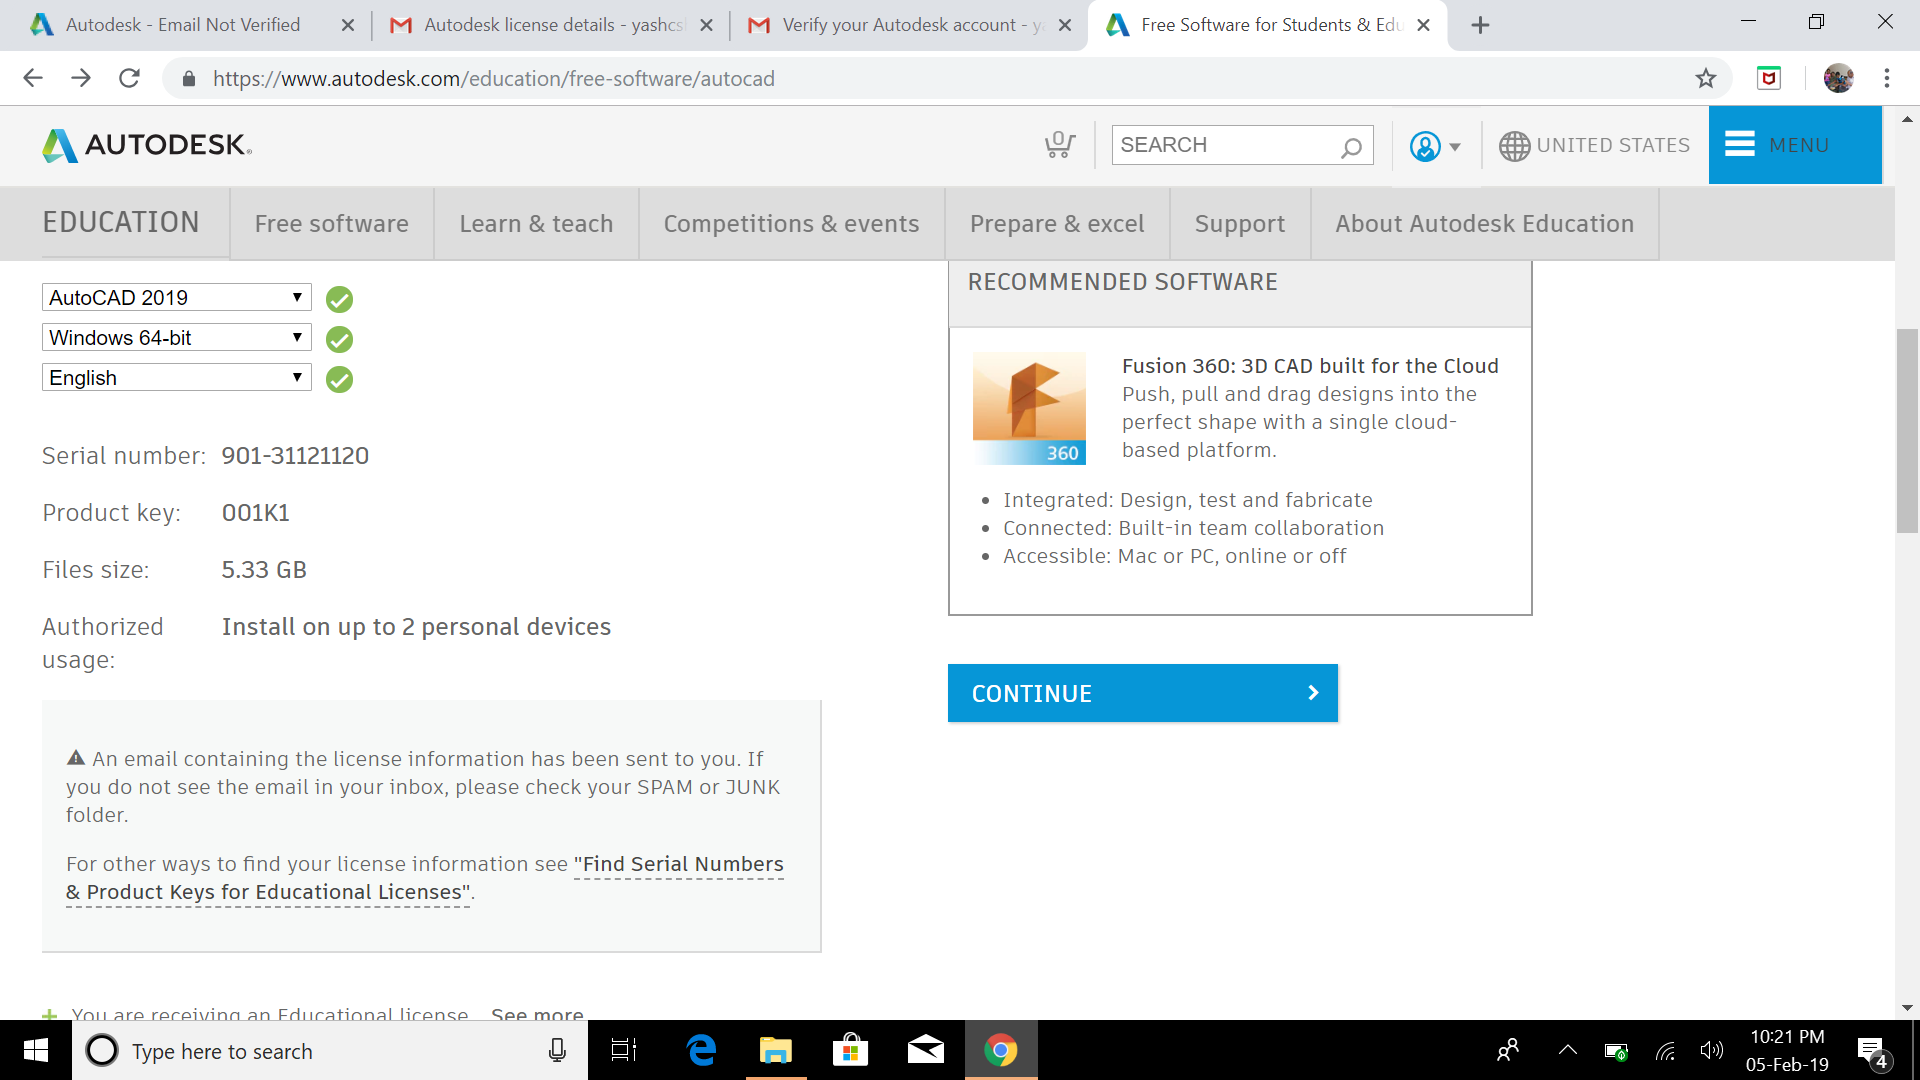 Autodesk - Email Not Verified
Autodesk license details - yashcs
Verify your Autodesk account - y
Free Software for Students & Edu
https://www.autodesk.com/education/free-software/autocad
AUTODESK.
0
SEARCH
UNITED STATES
MENU
EDUCATION
Free software
Learn & teach
Competitions & events
Prepare & excel
Support
About Autodesk Education
AutoCAD 2019
Windows 64-bit
English
Serial number: 901-31121120
Product key: 001K1
Files size: 5.33 GB
Authorized Install on up to 2 personal devices
usage:
An email containing the license information has been sent to you. If
you do not see the email in your inbox, please check your SPAM or JUNK
folder.
For other ways to find your license information see "Find Serial Numbers
& Product Keys for Educational Licenses".
You are receiving an Educational license See more
RECOMMENDED SOFTWARE
360
Fusion 360: 3D CAD built for the Cloud
Push, pull and drag designs into the
perfect shape with a single cloud-
based platform.
• Integrated: Design, test and fabricate
• Connected: Built-in team collaboration
• Accessible: Mac or PC, online or off
CONTINUE
Type here to search
10:21 PM
05-Feb-19
4